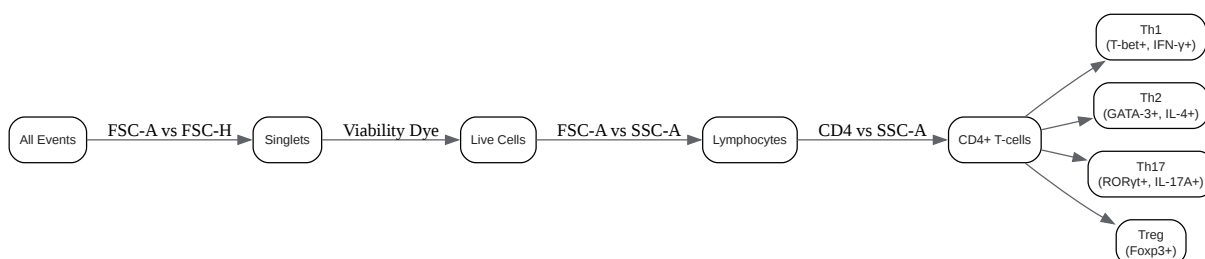 All Events
FSC-A vs FSC-H
Singlets
Viability Dye
Live Cells
FSC-A vs SSC-A
Lymphocytes
CD4 vs SSC-A
CD4+ T-cells
Th1
(T-bet+, IFN-γ+)
Th2
(GATA-3+, IL-4+)
Th17
(RORγt+, IL-17A+)
Treg
(Foxp3+)